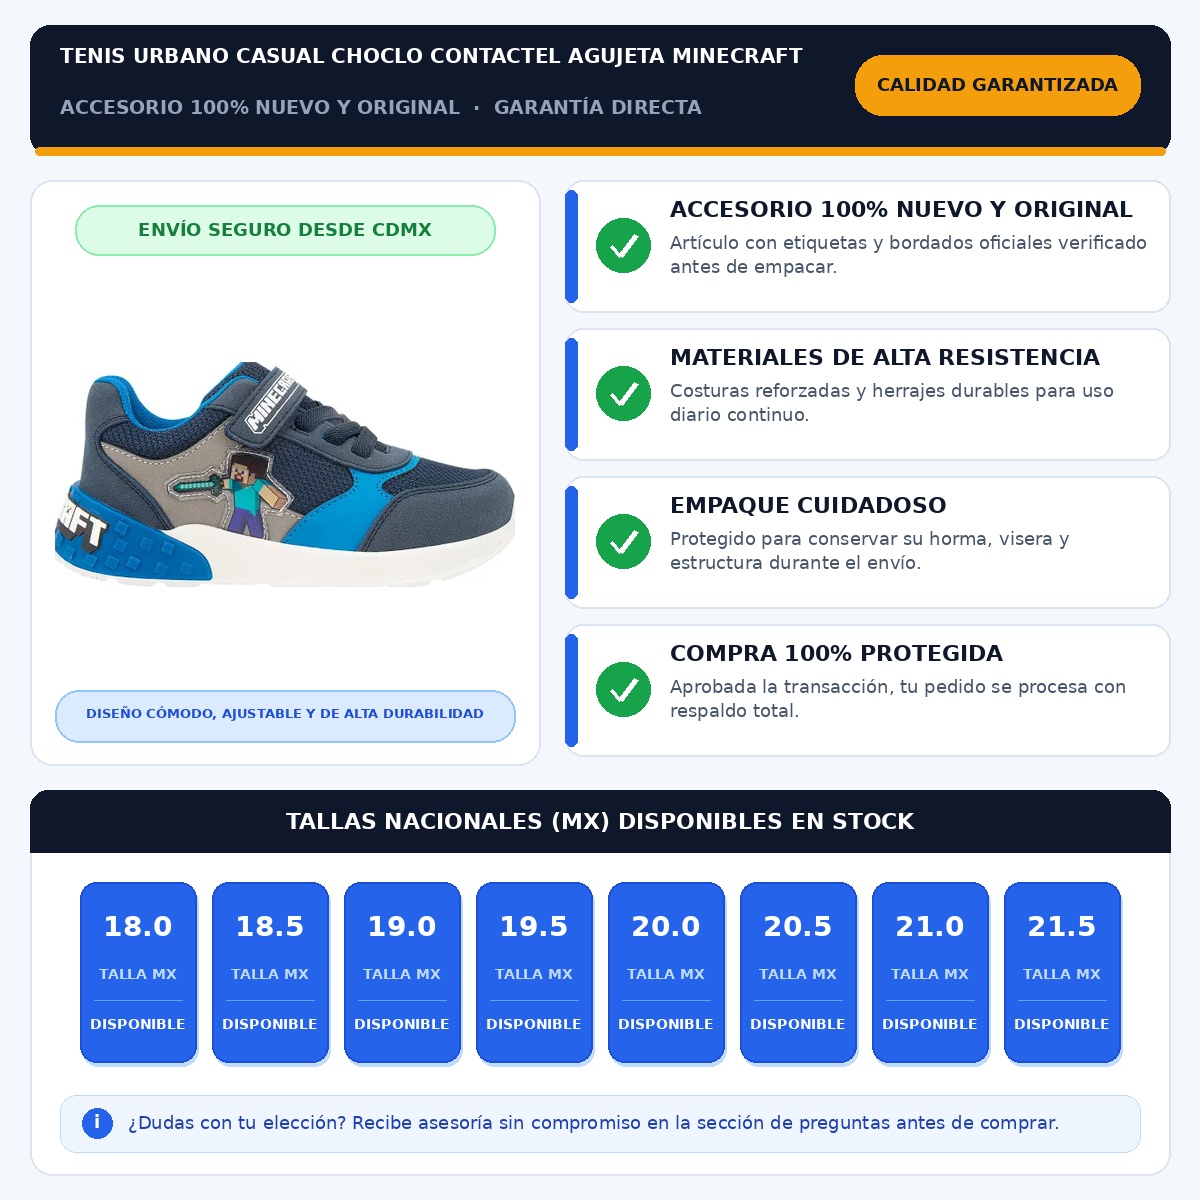 TENIS URBANO CASUAL CHOCLO CONTACTEL AGUJETA MINECRAFT
ACCESORIO 100% NUEVO Y ORIGINAL · GARANTÍA DIRECTA
CALIDAD GARANTIZADA
ENVÍO SEGURO DESDE CDMX
DISEÑO CÓMODO, AJUSTABLE Y DE ALTA DURABILIDAD
ACCESORIO 100% NUEVO Y ORIGINAL
Artículo con etiquetas y bordados oficiales verificado
antes de empacar.
MATERIALES DE ALTA RESISTENCIA
Costuras reforzadas y herrajes durables para uso
diario continuo.
EMPAQUE CUIDADOSO
Protegido para conservar su horma, visera y
estructura durante el envío.
COMPRA 100% PROTEGIDA
Aprobada la transacción, tu pedido se procesa con
respaldo total.
TALLAS NACIONALES (MX) DISPONIBLES EN STOCK
18.0 18.5 19.0 19.5 20.0 20.5 21.0 21.5
TALLA MX TALLA MX TALLA MX TALLA MX TALLA MX TALLA MX TALLA MX TALLA MX
DISPONIBLE DISPONIBLE DISPONIBLE DISPONIBLE DISPONIBLE DISPONIBLE DISPONIBLE DISPONIBLE
i ¿Dudas con tu elección? Recibe asesoría sin compromiso en la sección de preguntas antes de comprar.